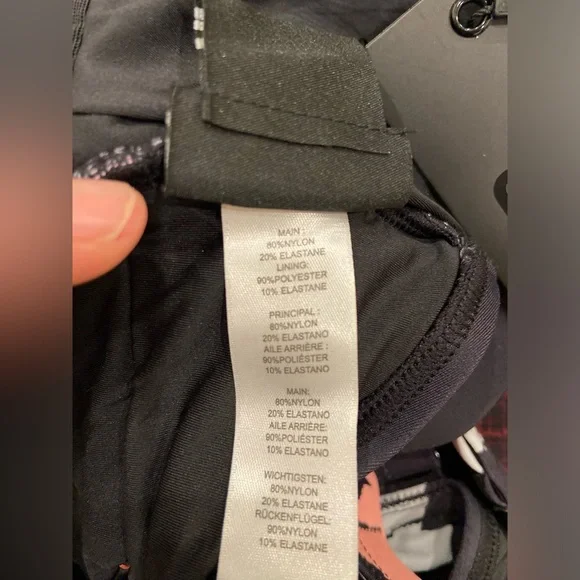 MAIN :
80%NYLON
20% ELASTANE
LINING:
90%POLYESTER
10% ELASTANE
PRINCIPAL :
80%NYLON
20% ELASTANE
AILE ARRIÈRE :
90%POLIÉSTER
10% ELASTANE
MAIN:
80%NYLON
20% ELASTANO
AILE ARRIÈRE:
90%POLIÉSTER
10% ELASTANO
WICHTIGSTEN:
80%NYLON
20% ELASTANE
RÜCKENFLÜGEL:
90%NYLON
10% ELASTANE